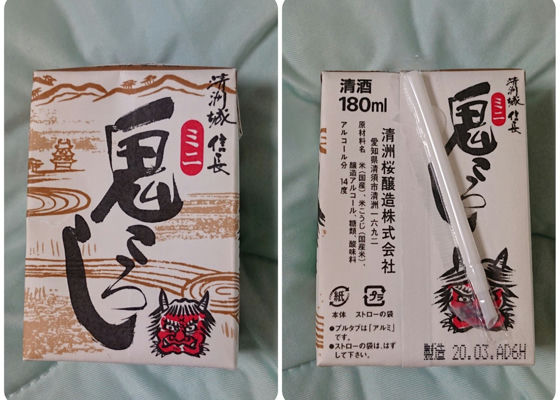 清洲城 信長
ミニ
鬼ころし
清酒
180ml
清洲城 信長
ミニ
鬼ころし
清洲桜醸造株式会社
愛知県清須市清洲一六九二
原材料名 米(国産)、米こうじ(国産米)、
醸造アルコール、糖類、酸味料
アルコール分 14度
紙
プラ
本体 ストローの袋
●プルタブは「アルミ」
です。
●ストローの袋は、はず
して下さい。
製造 20.03.AD6H